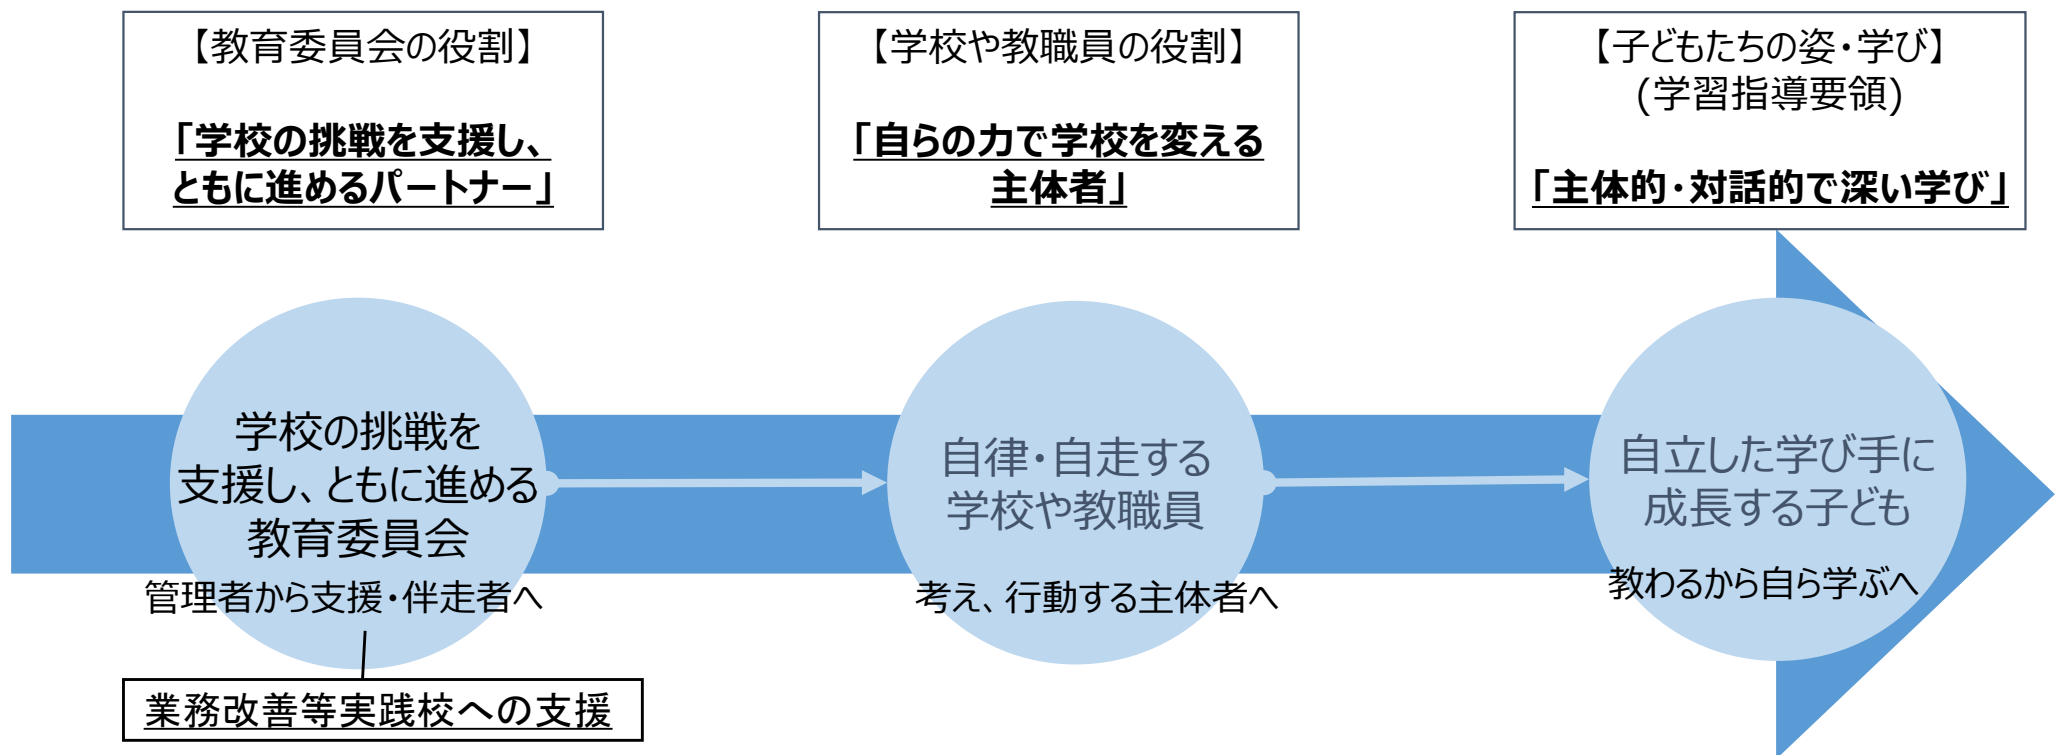 【教育委員会の役割】
「学校の挑戦を支援し、
ともに進めるパートナー」
【学校や教職員の役割】
「自らの力で学校を変える
主体者」
【子どもたちの姿・学び】
(学習指導要領)
「主体的・対話的で深い学び」
学校の挑戦を
支援し、ともに進める
教育委員会
管理者から支援・伴走者へ
自律・自走する
学校や教職員
考え、行動する主体者へ
自立した学び手に
成長する子ども
教わるから自ら学ぶへ
業務改善等実践校への支援